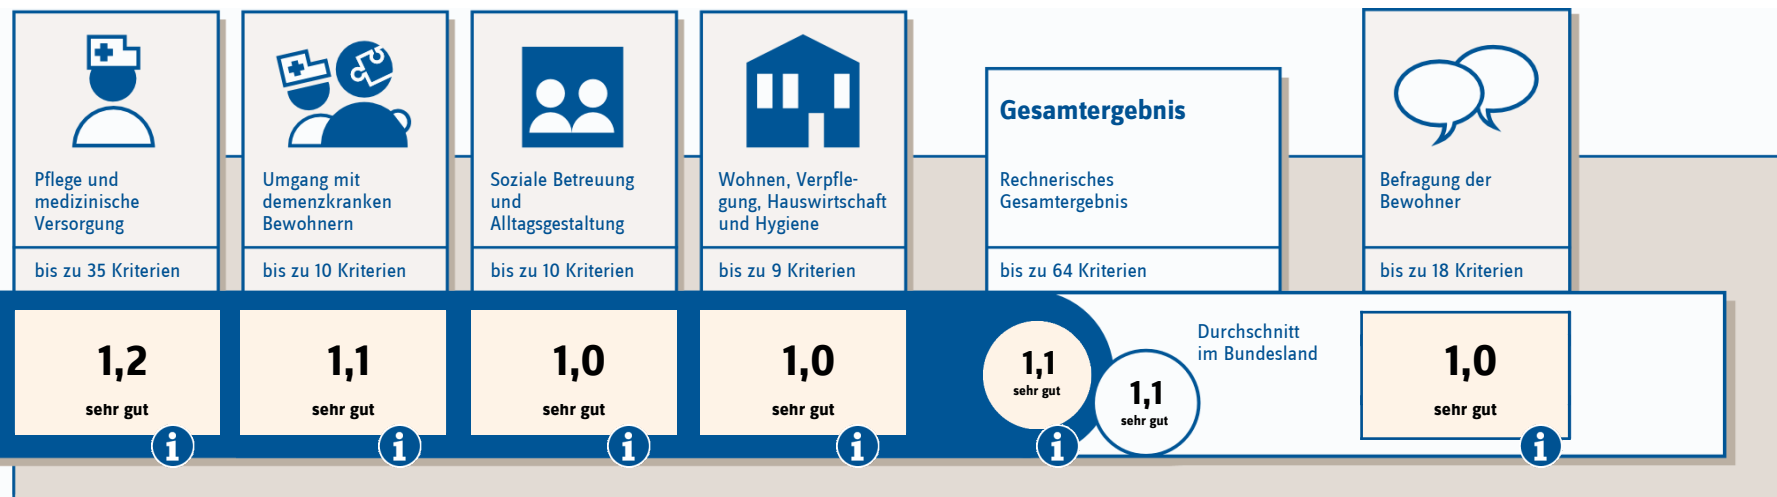 Pflege und
medizinische
Versorgung
bis zu 35 Kriterien
1,2
sehr gut
Umgang mit
demenzkranken
Bewohnern
bis zu 10 Kriterien
1,1
sehr gut
Soziale Betreuung
und
Alltagsgestaltung
bis zu 10 Kriterien
1,0
sehr gut
Wohnen, Verpfle-
gung, Hauswirtschaft
und Hygiene
bis zu 9 Kriterien
1,0
sehr gut
Gesamtergebnis
Rechnerisches
Gesamtergebnis
bis zu 64 Kriterien
1,1
sehr gut
1,1
sehr gut
Durchschnitt
im Bundesland
Befragung der
Bewohner
bis zu 18 Kriterien
1,0
sehr gut
i
i
i
i
i
i